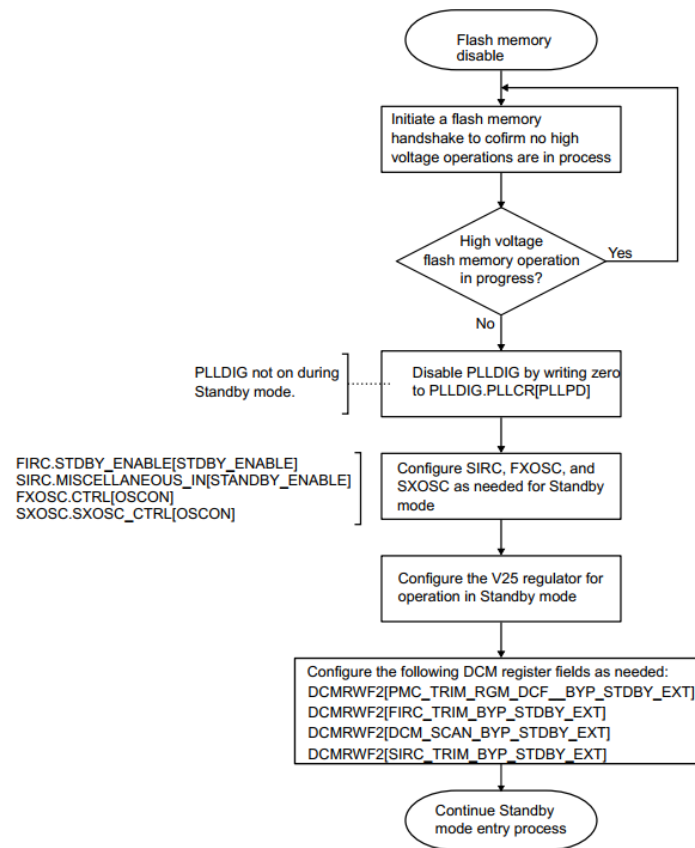 Flash memory
disable
Initiate a flash memory
handshake to cofirm no high
voltage operations are in process
High voltage
flash memory operation
in progress?
Yes
No
PLLDIG not on during
Standby mode.
Disable PLLDIG by writing zero
to PLLDIG.PLLCR[PLLPD]
FIRC.STDBY_ENABLE[STDBY_ENABLE]
SIRC.MISCELLANEOUS_IN[STANDBY_ENABLE]
FXOSC.CTRL[OSCON]
SXOSC.SXOSC_CTRL[OSCON]
Configure SIRC, FXOSC, and
SXOSC as needed for Standby
mode
Configure the V25 regulator for
operation in Standby mode
Configure the following DCM register fields as needed:
DCMRWF2[PMC_TRIM_RGM_DCF__BYP_STDBY_EXT]
DCMRWF2[FIRC_TRIM_BYP_STDBY_EXT]
DCMRWF2[DCM_SCAN_BYP_STDBY_EXT]
DCMRWF2[SIRC_TRIM_BYP_STDBY_EXT]
Continue Standby
mode entry process